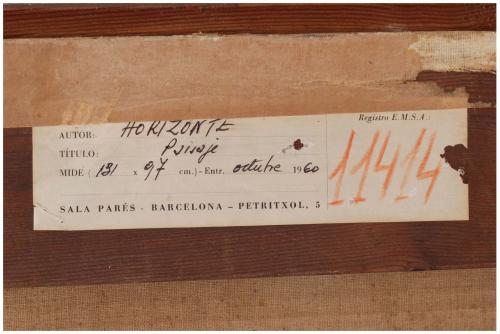 Registro E.M.S.A.:
AUTOR: HORIZONTE
TÍTULO: Paisaje
MIDE (131 x 97 cm.) - Entr. octubre 1960
11414
SALA PARÉS - BARCELONA - PETRITXOL, 5